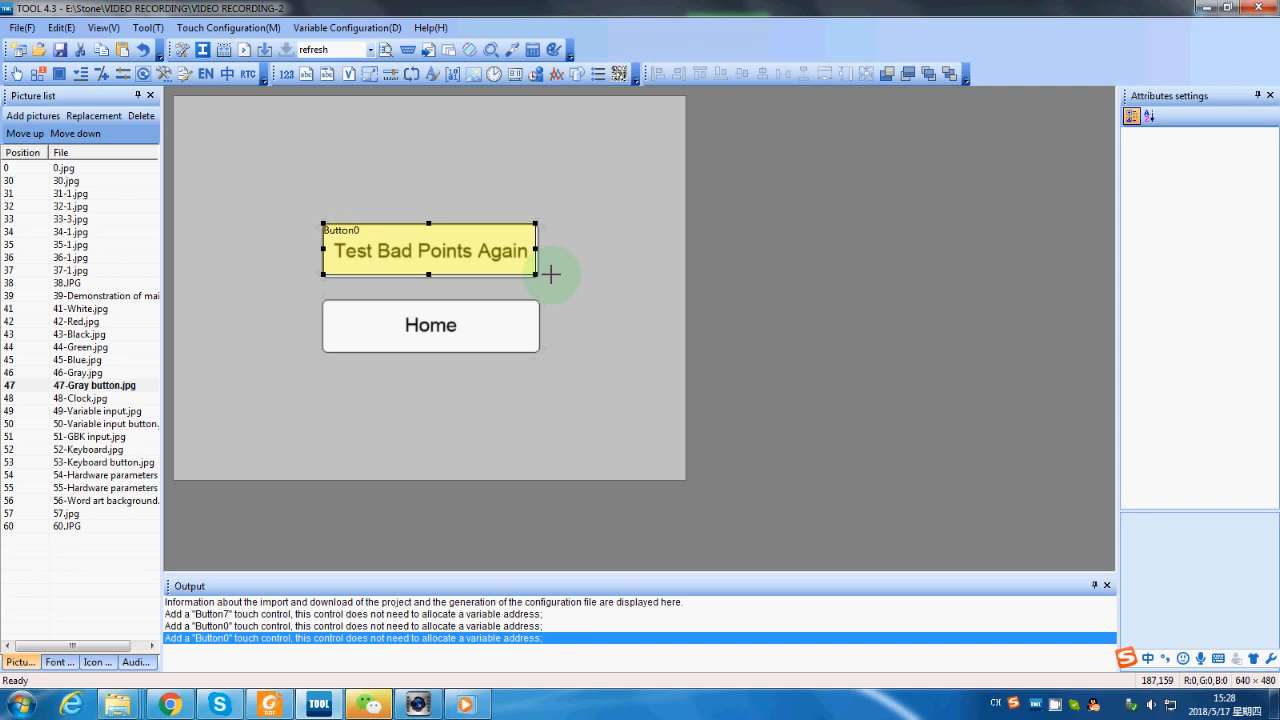 TOOL 4.3 - E:\Stone\VIDEO RECORDING\VIDEO RECORDING-2
File(F) Edit(E) View(V) Tool(T) Touch Configuration(M) Variable Configuration(D) Help(H)
refresh
EN 中 RTC 123
Picture list
Attributes settings
Add pictures Replacement Delete
Move up Move down
Position File
0 0.jpg
30 30.jpg
31 31-1.jpg
32 32-1.jpg
33 33-3.jpg
34 34-1.jpg
35 35-1.jpg
36 36-1.jpg
37 37-1.jpg
38 38.JPG
39 39-Demonstration of mai
41 41-White.jpg
42 42-Red.jpg
43 43-Black.jpg
44 44-Green.jpg
45 45-Blue.jpg
46 46-Gray.jpg
47 47-Gray button.jpg
48 48-Clock.jpg
49 49-Variable input.jpg
50 50-Variable input button.
51 51-GBK input.jpg
52 52-Keyboard.jpg
53 53-Keyboard button.jpg
54 54-Hardware parameters
55 55-Hardware parameters
56 56-Word art background.
57 57.jpg
60 60.JPG
Button0
Test Bad Points Again
Home
Output
Information about the import and download of the project and the generation of the configuration file are displayed here.
Add a "Button7" touch control, this control does not need to allocate a variable address;
Add a "Button0" touch control, this control does not need to allocate a variable address;
Add a "Button0" touch control, this control does not need to allocate a variable address;
Pictu... Font ... Icon ... Audi...
中
Ready
187,159 R:0,G:0,B:0 640 × 480
TOOL
CH
15:28
2018/5/17 星期四